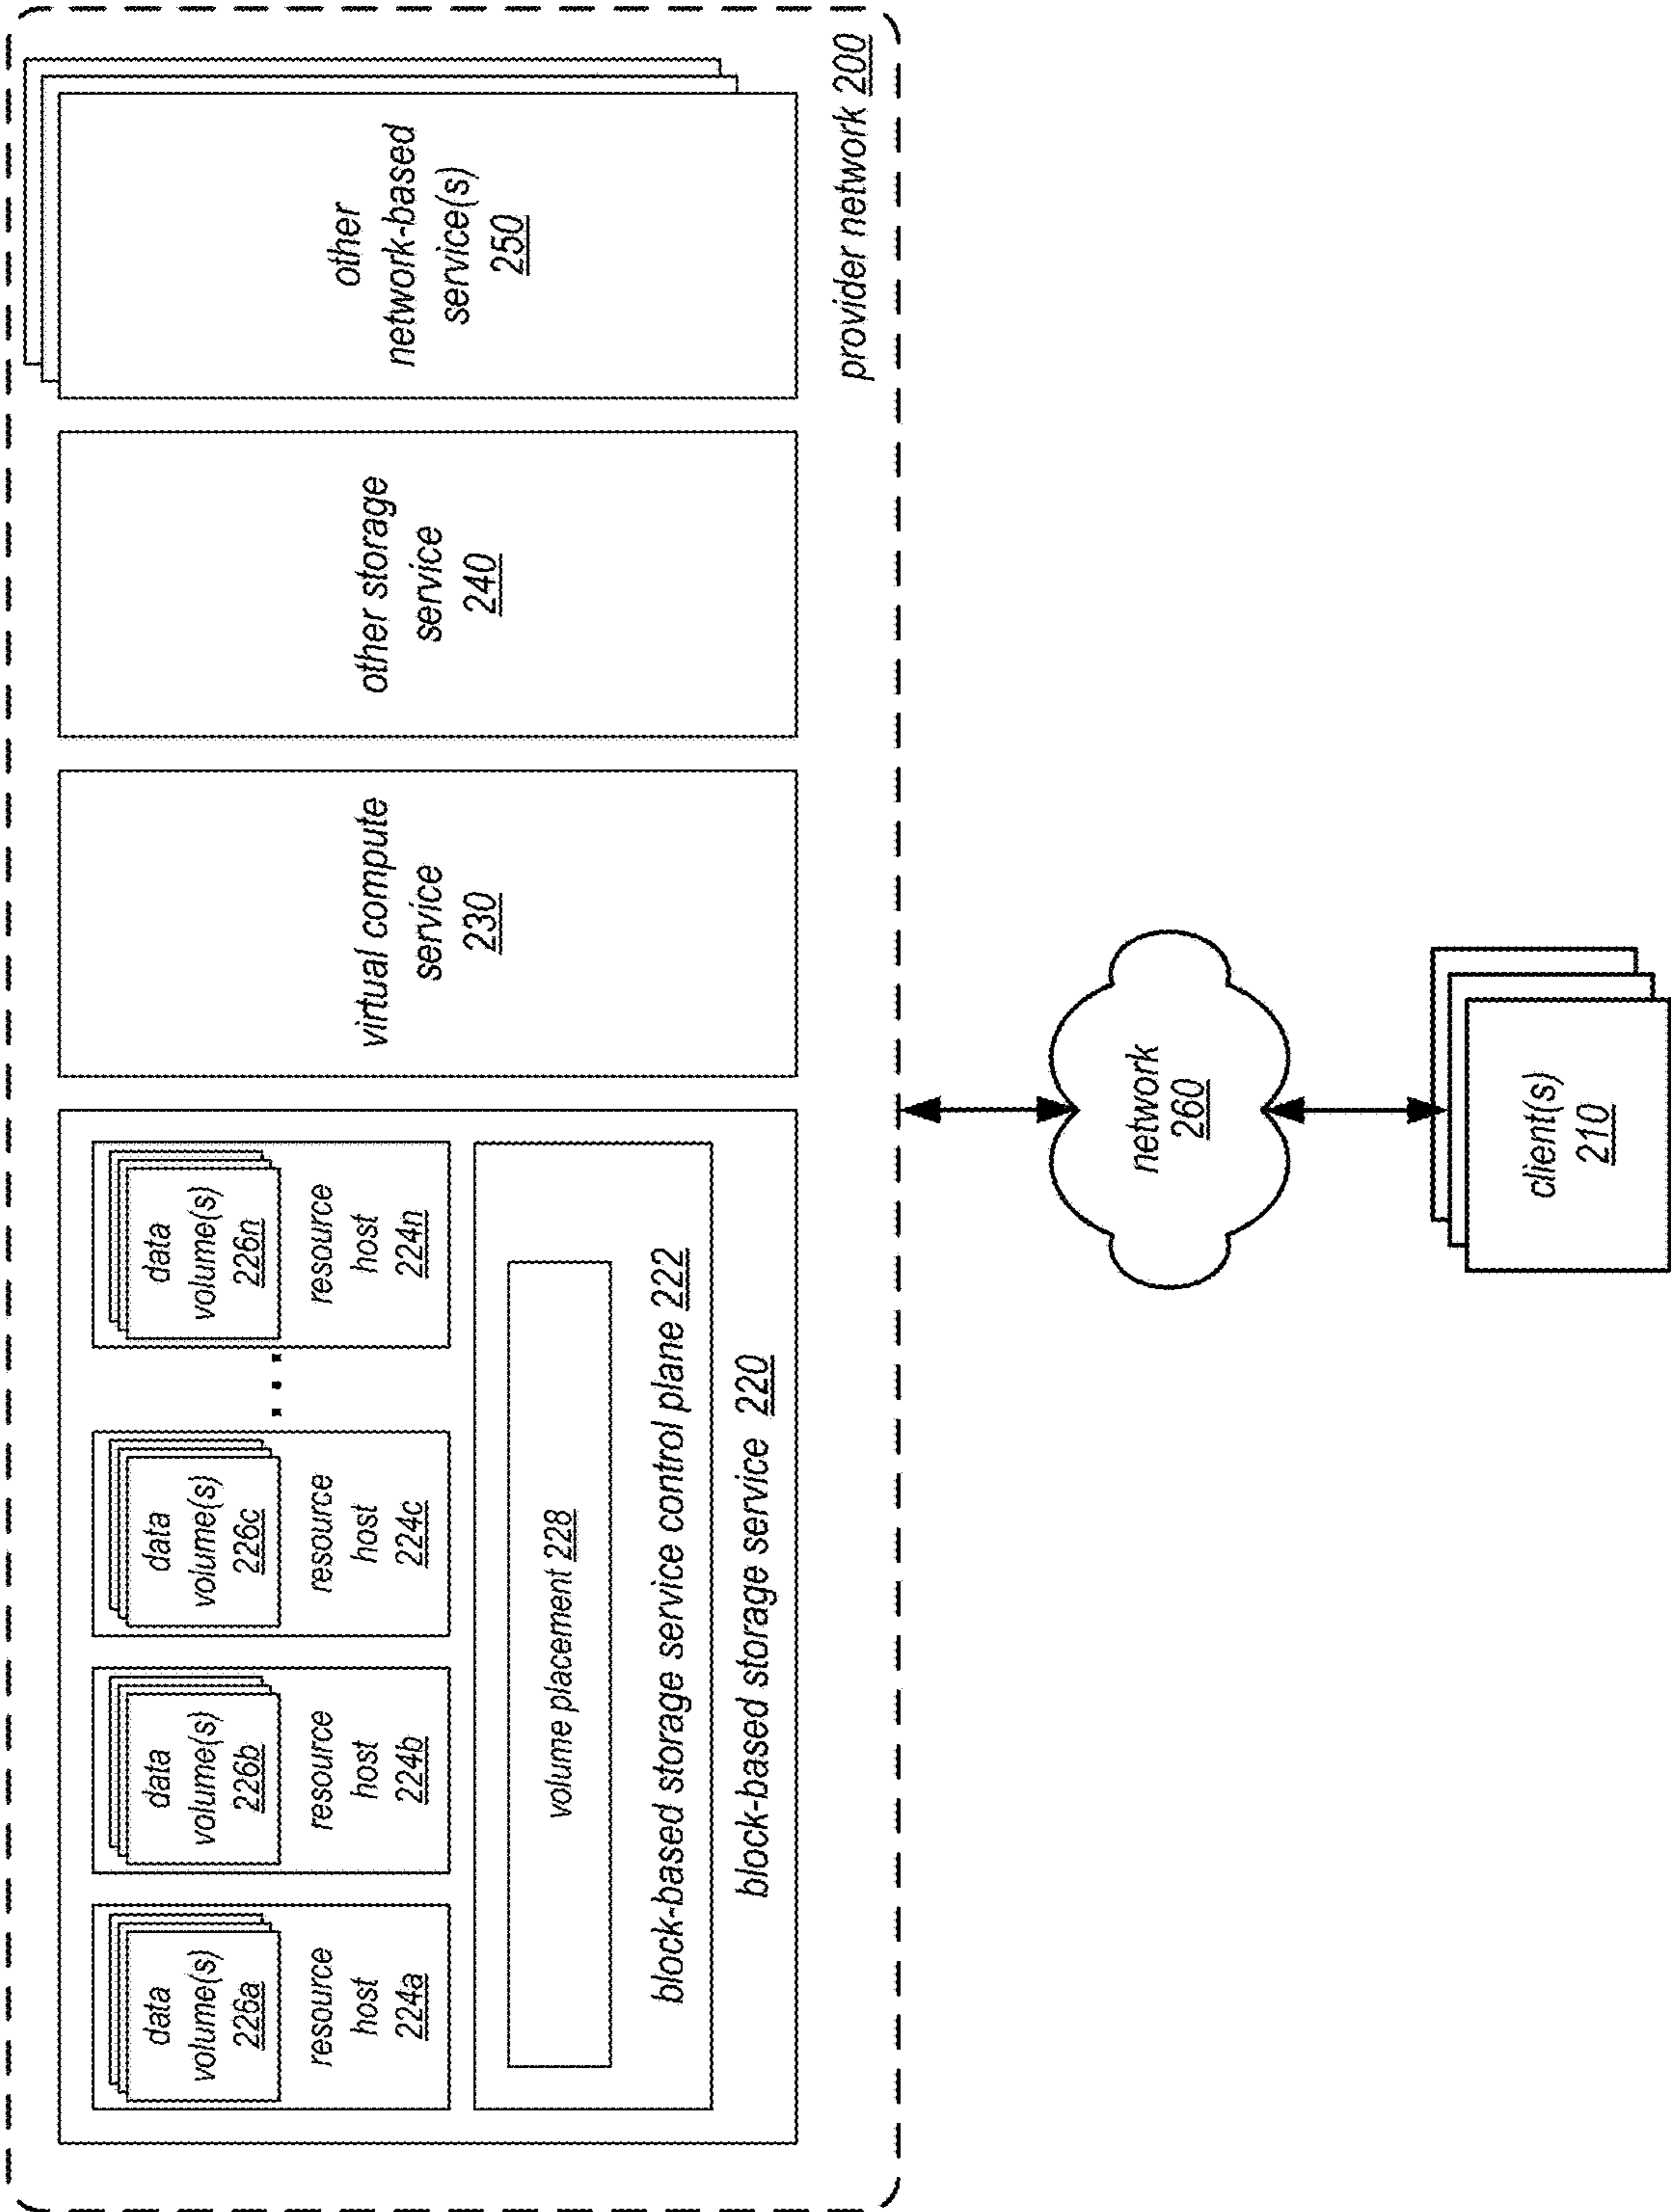 data
volume(s)
226a
resource
host
224a
data
volume(s)
226b
resource
host
224b
data
volume(s)
226c
resource
host
224c
...
data
volume(s)
226n
resource
host
224n
volume placement 228
block-based storage service control plane 222
block-based storage service 220
virtual compute
service
230
other storage
service
240
other
network-based
service(s)
250
provider network 200
network
260
client(s)
210